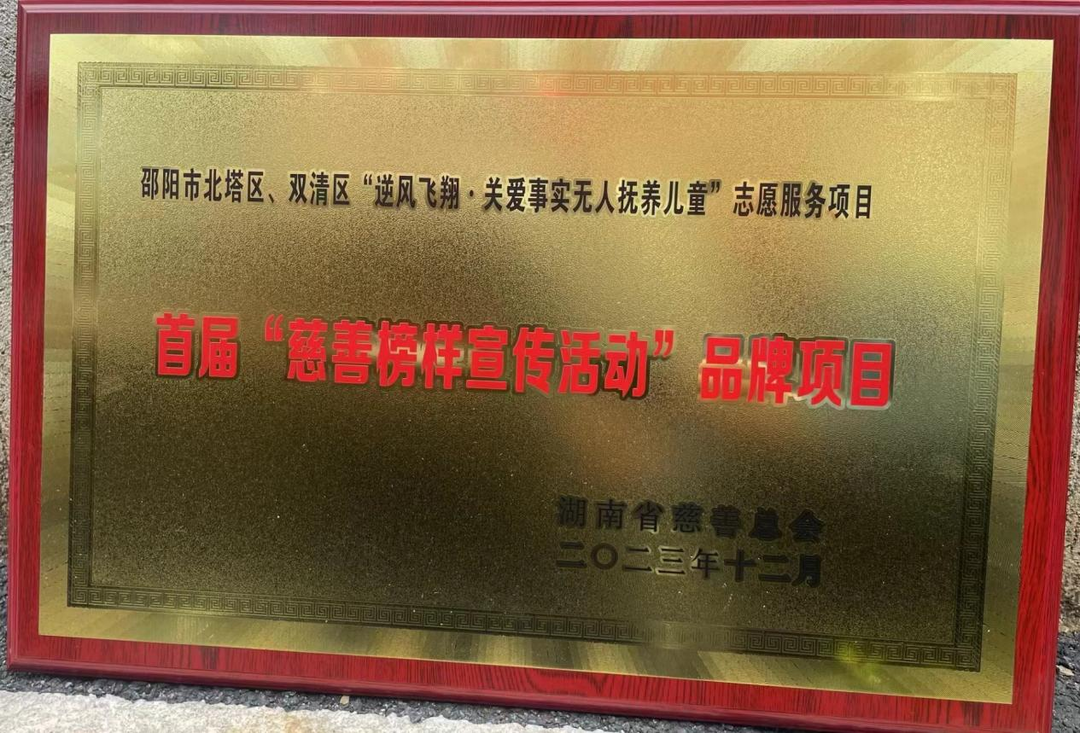 邵阳市北塔区、双清区“逆风飞翔·关爱事实无人抚养儿童”志愿服务项目
首届“慈善榜样宣传活动”品牌项目
湖南省慈善总会
二〇二三年十二月